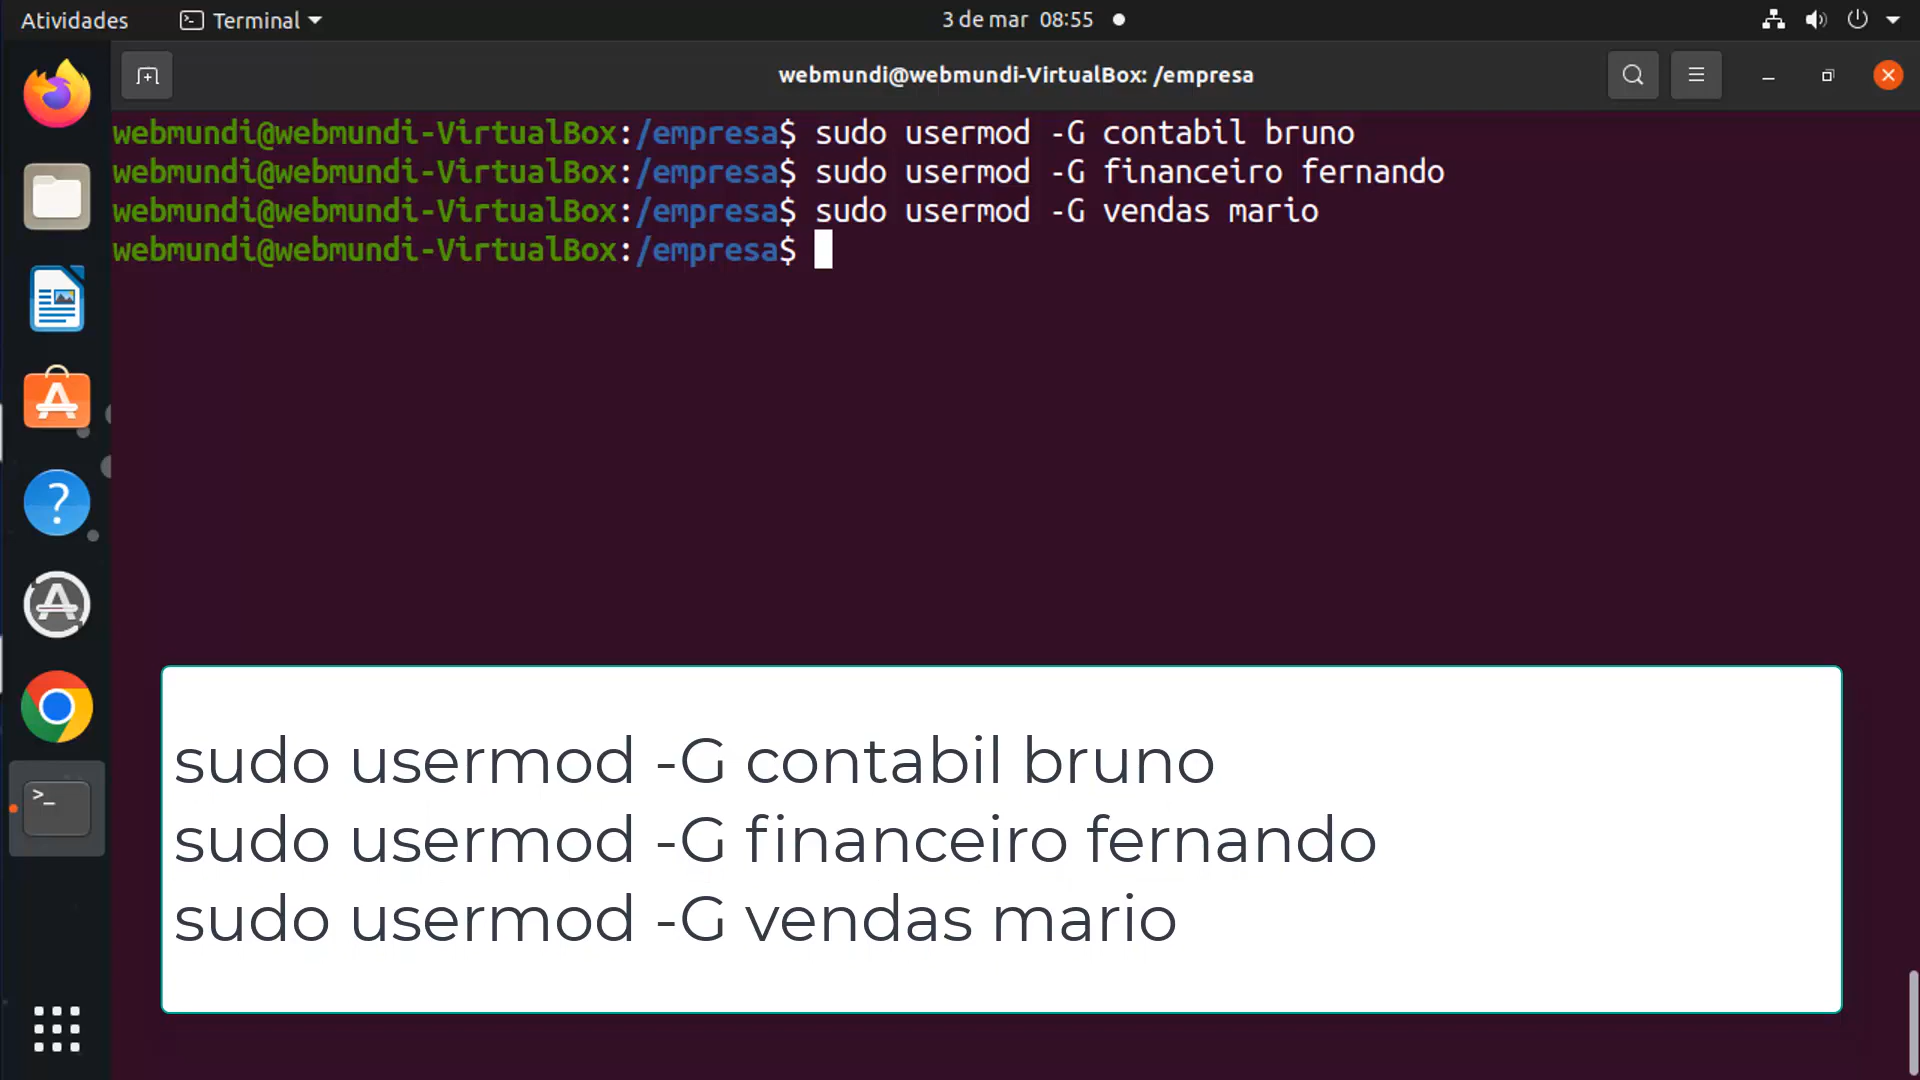 Atividades Terminal 3 de mar 08:55
webmundi@webmundi-VirtualBox: /empresa
webmundi@webmundi-VirtualBox:/empresa$ sudo usermod -G contabil bruno
webmundi@webmundi-VirtualBox:/empresa$ sudo usermod -G financeiro fernando
webmundi@webmundi-VirtualBox:/empresa$ sudo usermod -G vendas mario
webmundi@webmundi-VirtualBox:/empresa$
sudo usermod -G contabil bruno
sudo usermod -G financeiro fernando
sudo usermod -G vendas mario